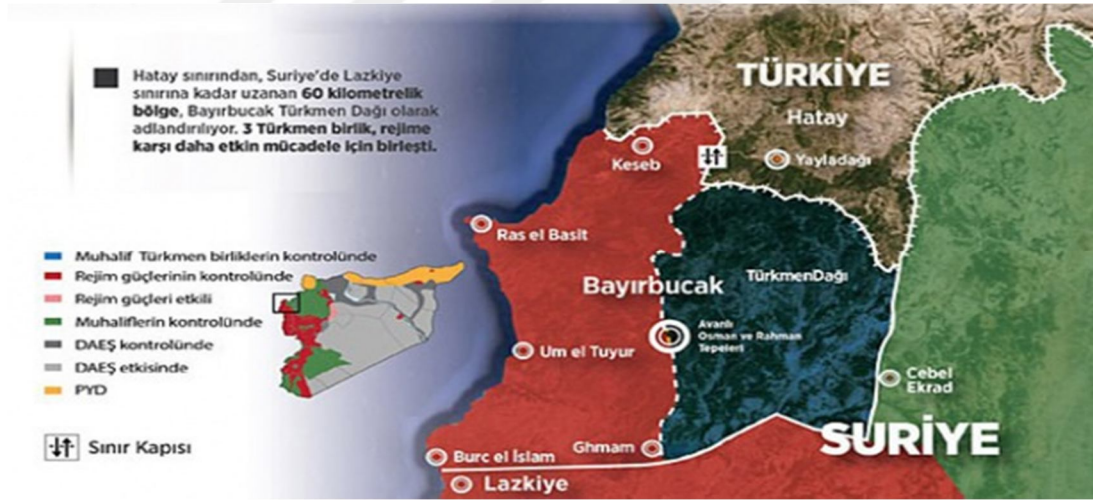 Hatay sınırından, Suriye'de Lazkiye
sınırına kadar uzanan 60 kilometrelik
bölge, Bayırbucak Türkmen Dağı olarak
adlandırılıyor. 3 Türkmen birlik, rejime
karşı daha etkin mücadele için birleşti.
TÜRKİYE
Hatay
Keseb
Yayladağı
Ras el Basit
Muhalif Türkmen birliklerin kontrolünde
Rejim güçlerinin kontrolünde
Rejim güçleri etkili
Muhaliflerin kontrolünde
DAEŞ kontrolünde
DAEŞ etkisinde
PYD
Sınır Kapısı
TürkmenDağı
Bayırbucak
Avanlı
Osman ve Rahman
Tepeleri
Um el Tuyur
Cebel
Ekrad
SURİYE
Ghmam
Burc el İslam
Lazkiye